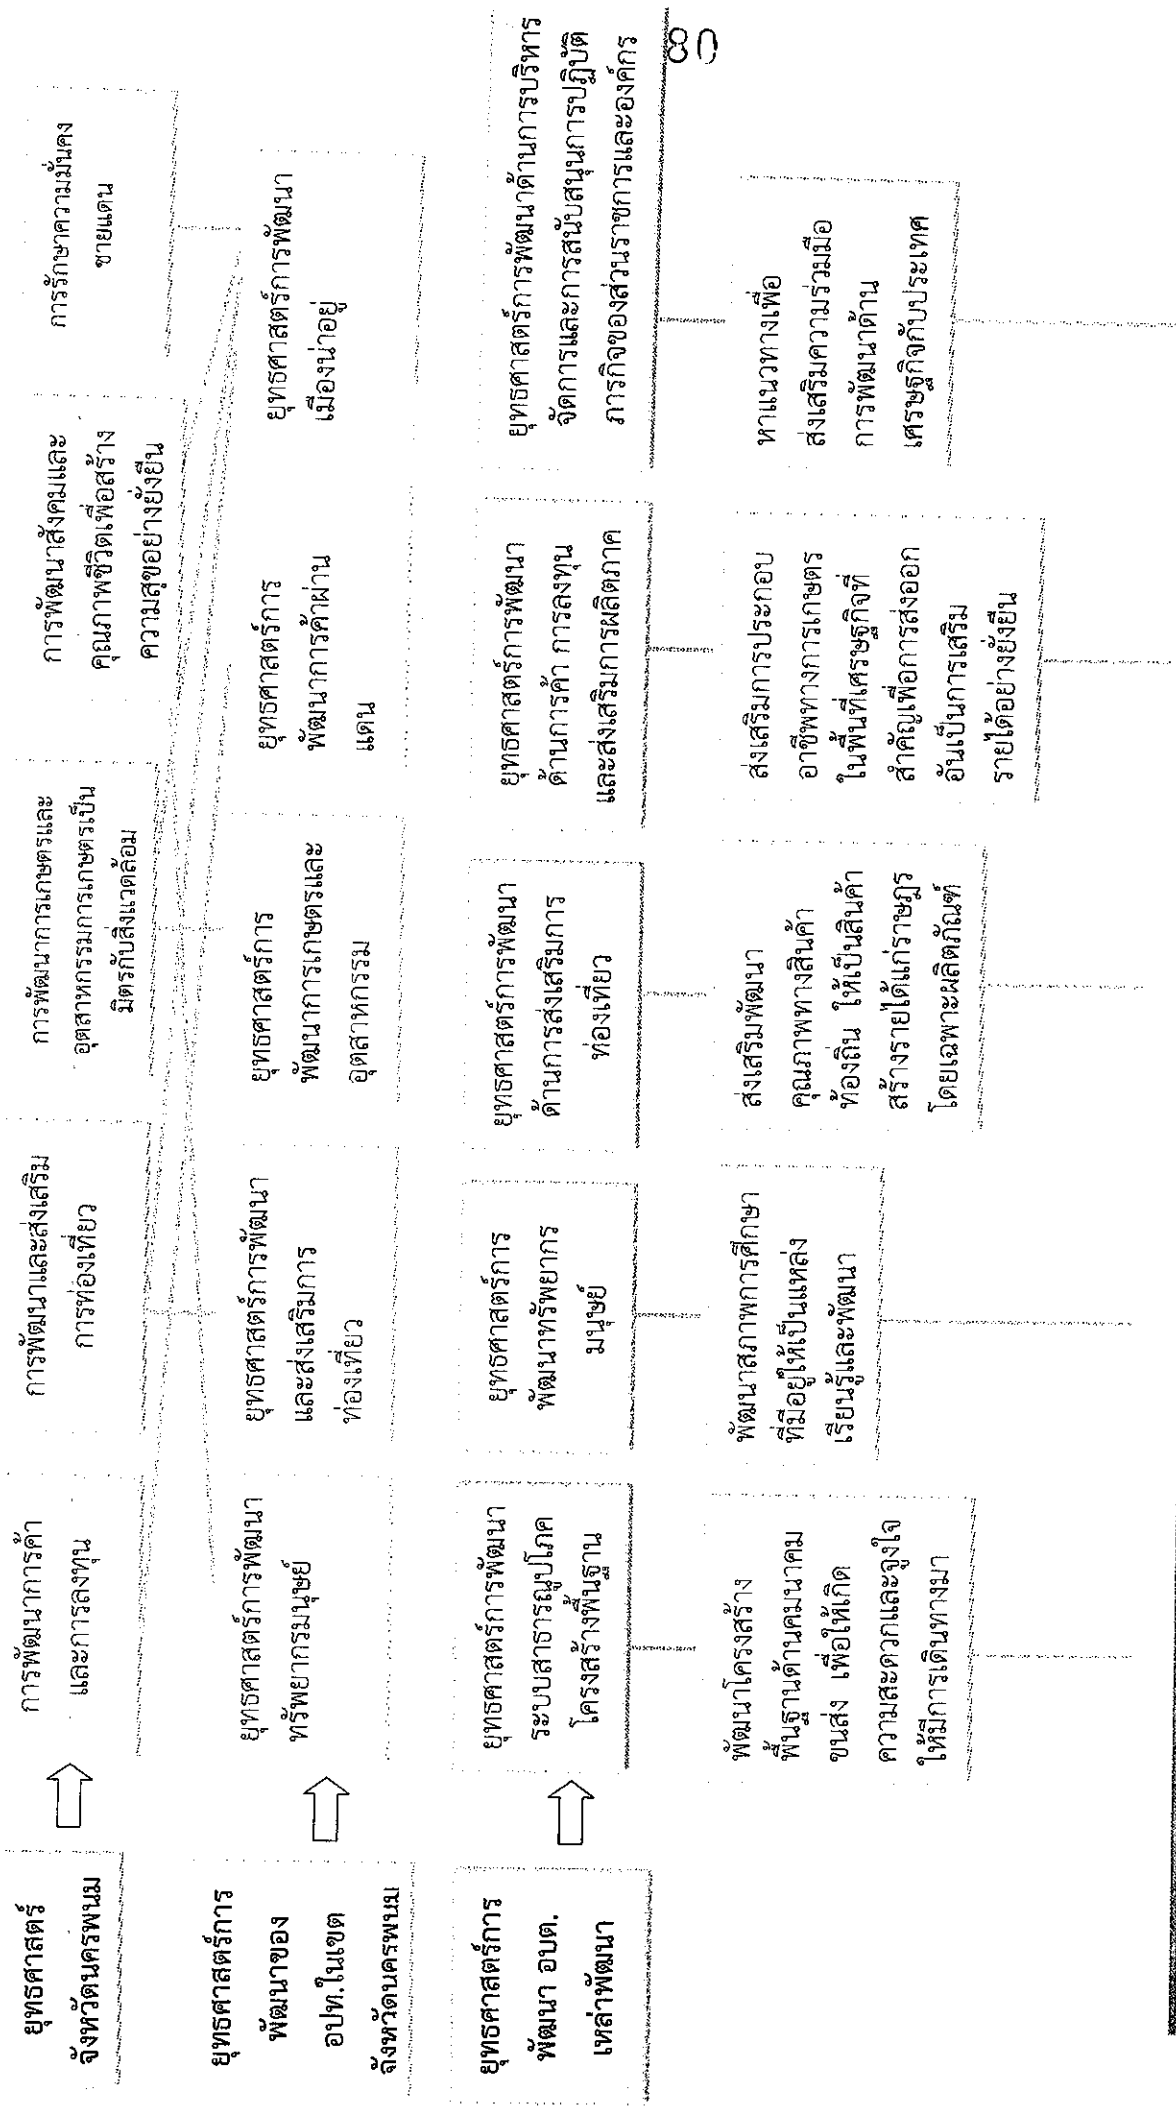 80
ยุทธศาสตร์
จังหวัดนครพนม
การพัฒนาการค้า
และการลงทุน
การพัฒนาและส่งเสริม
การท่องเที่ยว
การพัฒนาการเกษตรและ
อุตสาหกรรมการเกษตรเป็น
มิตรกับสิ่งแวดล้อม
การพัฒนาสังคมและ
คุณภาพชีวิตเพื่อสร้าง
ความสุขอย่างยั่งยืน
การรักษาความมั่นคง
ชายแดน
ยุทธศาสตร์การ
พัฒนาของ
อปท.ในเขต
จังหวัดนครพนม
ยุทธศาสตร์การพัฒนา
ทรัพยากรมนุษย์
ยุทธศาสตร์การพัฒนา
และส่งเสริมการ
ท่องเที่ยว
ยุทธศาสตร์การ
พัฒนาการเกษตรและ
อุตสาหกรรม
ยุทธศาสตร์การ
พัฒนาการค้าผ่าน
แดน
ยุทธศาสตร์การพัฒนา
เมืองน่าอยู่
ยุทธศาสตร์การ
พัฒนา อบต.
เหล่าพัฒนา
ยุทธศาสตร์การพัฒนา
ระบบสาธารณูปโภค
โครงสร้างพื้นฐาน
ยุทธศาสตร์การ
พัฒนาทรัพยากร
มนุษย์
ยุทธศาสตร์การพัฒนา
ด้านการส่งเสริมการ
ท่องเที่ยว
ยุทธศาสตร์การพัฒนา
ด้านการค้า การลงทุน
และส่งเสริมการผลิตภาค
ยุทธศาสตร์การพัฒนาด้านการบริหาร
จัดการและการสนับสนุนการปฏิบัติ
ภารกิจของส่วนราชการและองค์กร
พัฒนาโครงสร้าง
พื้นฐานด้านคมนาคม
ขนส่ง เพื่อให้เกิด
ความสะดวกและจูงใจ
ให้มีการเดินทางมา
พัฒนาสภาพการศึกษา
ที่มีอยู่ให้เป็นแหล่ง
เรียนรู้และพัฒนา
ส่งเสริมพัฒนา
คุณภาพทางสินค้า
ท้องถิ่น ให้เป็นสินค้า
สร้างรายได้แก่ราษฎร
โดยเฉพาะผลิตภัณฑ์
ส่งเสริมการประกอบ
อาชีพทางการเกษตร
ในพื้นที่เศรษฐกิจที่
สำคัญเพื่อการส่งออก
อันเป็นการเสริม
รายได้อย่างยั่งยืน
หาแนวทางเพื่อ
ส่งเสริมความร่วมมือ
การพัฒนาด้าน
เศรษฐกิจกับประเทศ